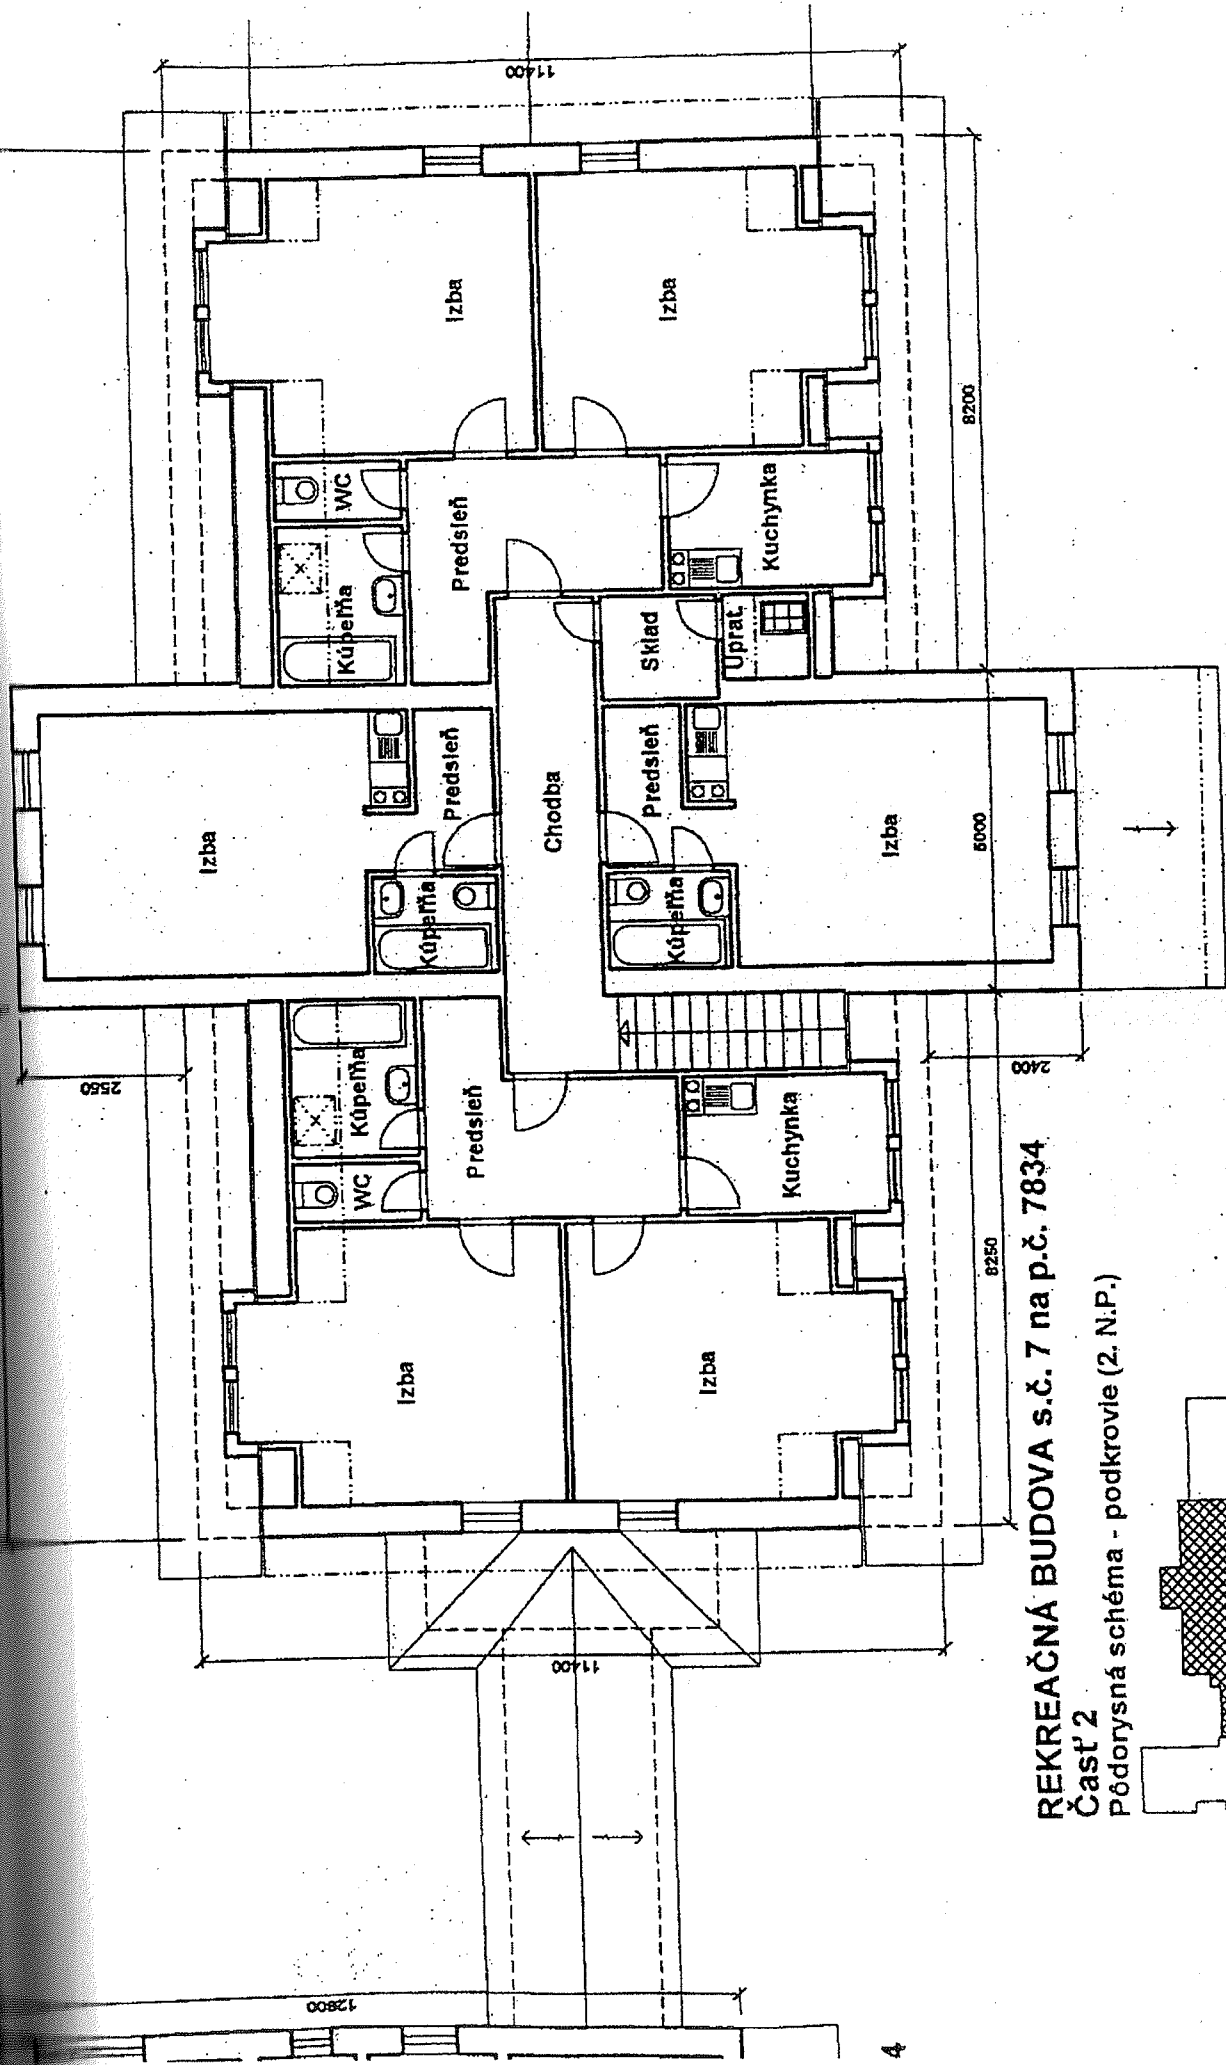 REKREAČNÁ BUDOVA s.č. 7 na p.č. 7834
Časť 2
Pôdorysná schéma - podkrovie (2. N.P.)
12800
11400
11400
2550
2400
8250
5000
8200
Izba
Izba
Izba
Izba
Izba
Izba
WC
Kúpeľňa
Predsieň
Kuchynka
Kúpeľňa
Predsieň
Chodba
Kúpeľňa
Predsieň
Sklad
Uprat.
Kúpeľňa
WC
Predsieň
Kuchynka
4